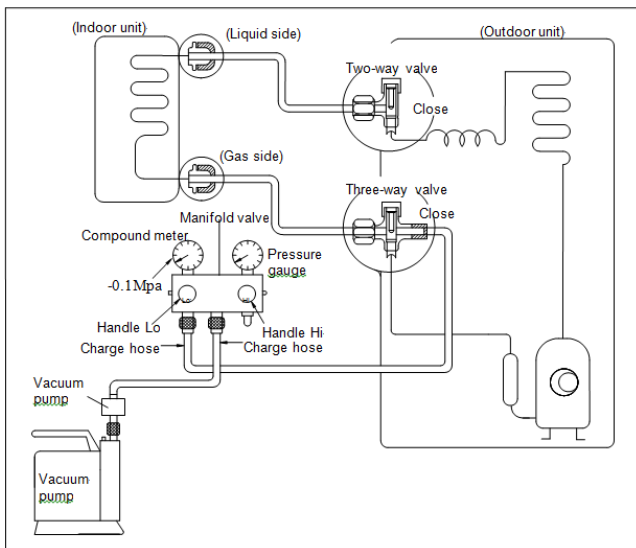 (Indoor unit)
(Liquid side)
(Outdoor unit)
Two-way valve
Close
(Gas side)
Three-way valve
Close
Manifold valve
Compound meter
Pressure
gauge
-0.1Mpa
Lo
Handle Lo
Handle Hi
Charge hose
Charge hose
Vacuum
pump
Vacuum
pump